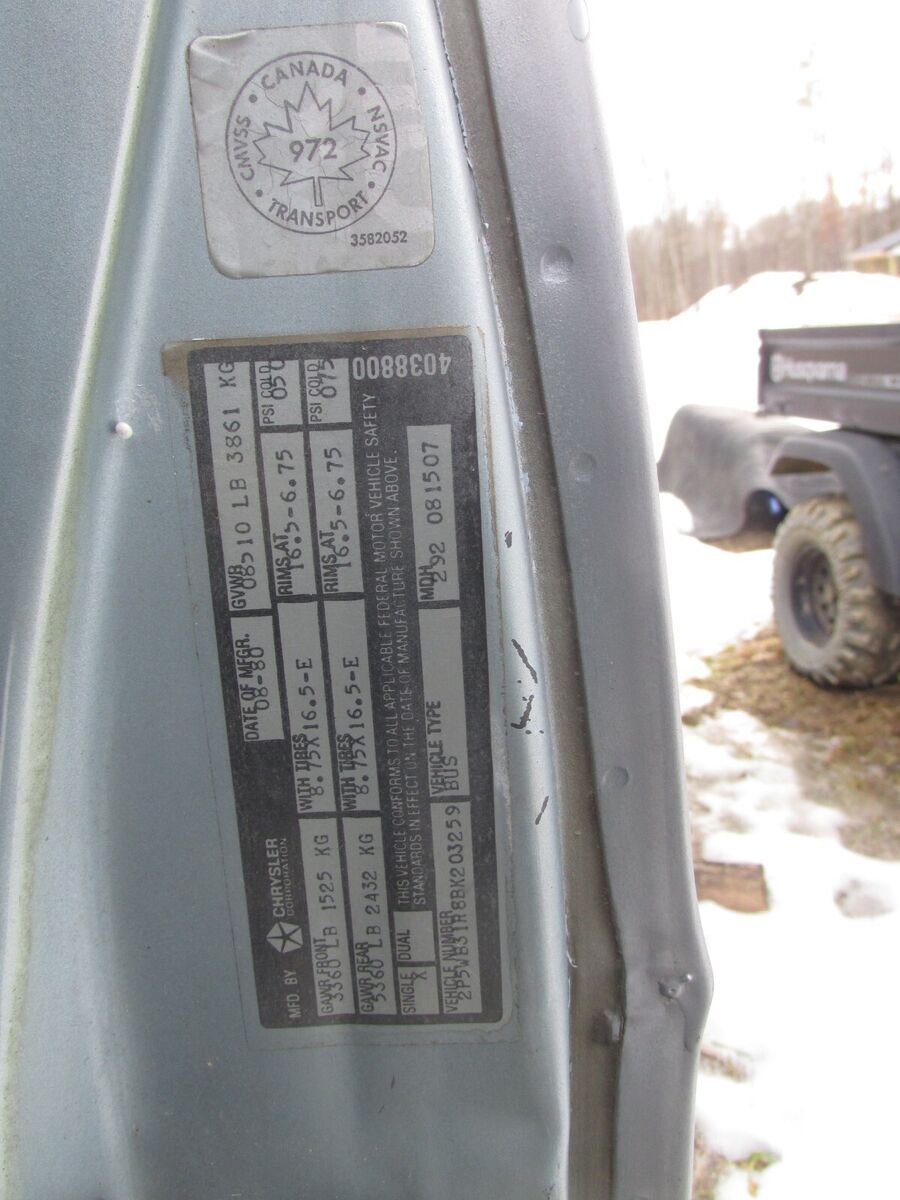 CMVSS • CANADA • NSVAC • TRANSPORT •
972
3582052
4038800
MFD. BY CHRYSLER
CORPORATION
DATE OF MFGR.
08-80
GVWR
08510 LB 3861 KG
GAWR FRONT
3360 LB 1525 KG
WITH TIRES
8.75X16.5-E
RIMS AT
16.5-6.75
PSI COLD
050
GAWR REAR
5360 LB 2432 KG
WITH TIRES
8.75X16.5-E
RIMS AT
16.5-6.75
PSI COLD
075
SINGLE
X
DUAL
THIS VEHICLE CONFORMS TO ALL APPLICABLE FEDERAL MOTOR VEHICLE SAFETY
STANDARDS IN EFFECT ON THE DATE OF MANUFACTURE SHOWN ABOVE.
VEHICLE NUMBER
2P5WB31R8BK203259
VEHICLE TYPE
BUS
MDH
292 081507
Husqvarna